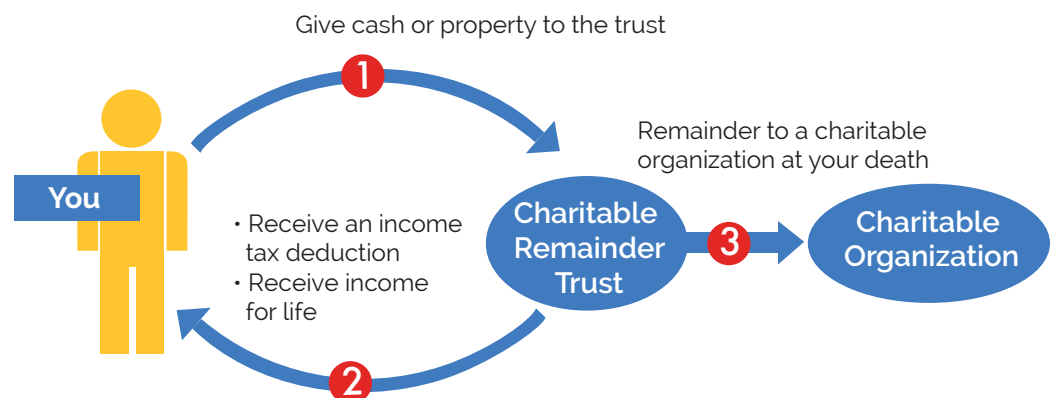 Give cash or property to the trust
1
Remainder to a charitable
organization at your death
You
• Receive an income
tax deduction
• Receive income
for life
Charitable
Remainder
Trust
3
Charitable
Organization
2